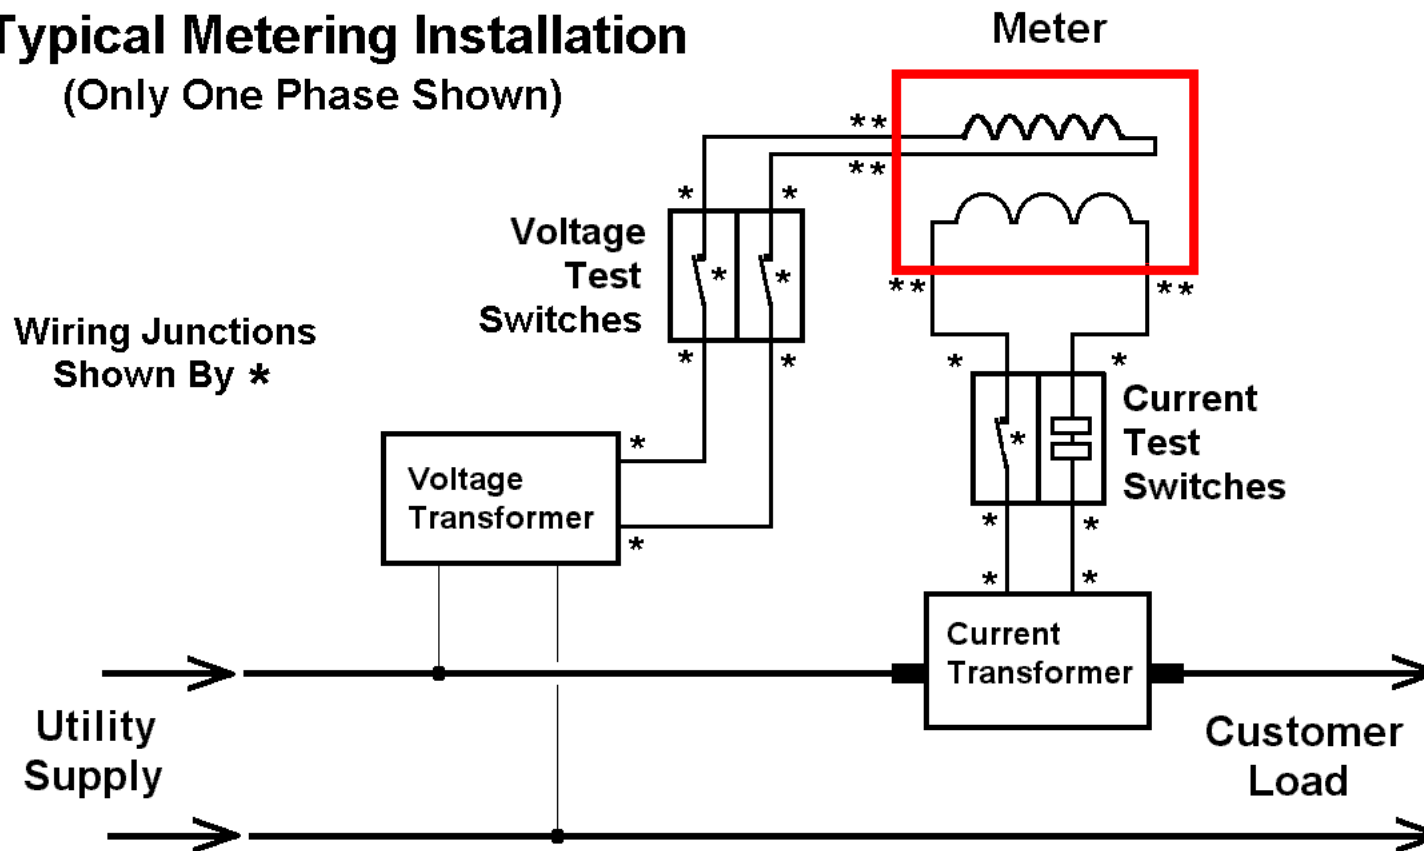 Typical Metering Installation
(Only One Phase Shown)
Meter
**
**
*
*
Voltage
Test
Switches
*
*
**
**
Wiring Junctions
Shown By *
*
*
*
*
Current
Test
Switches
*
*
*
Voltage
Transformer
*
*
*
*
*
Current
Transformer
Utility
Supply
Customer
Load